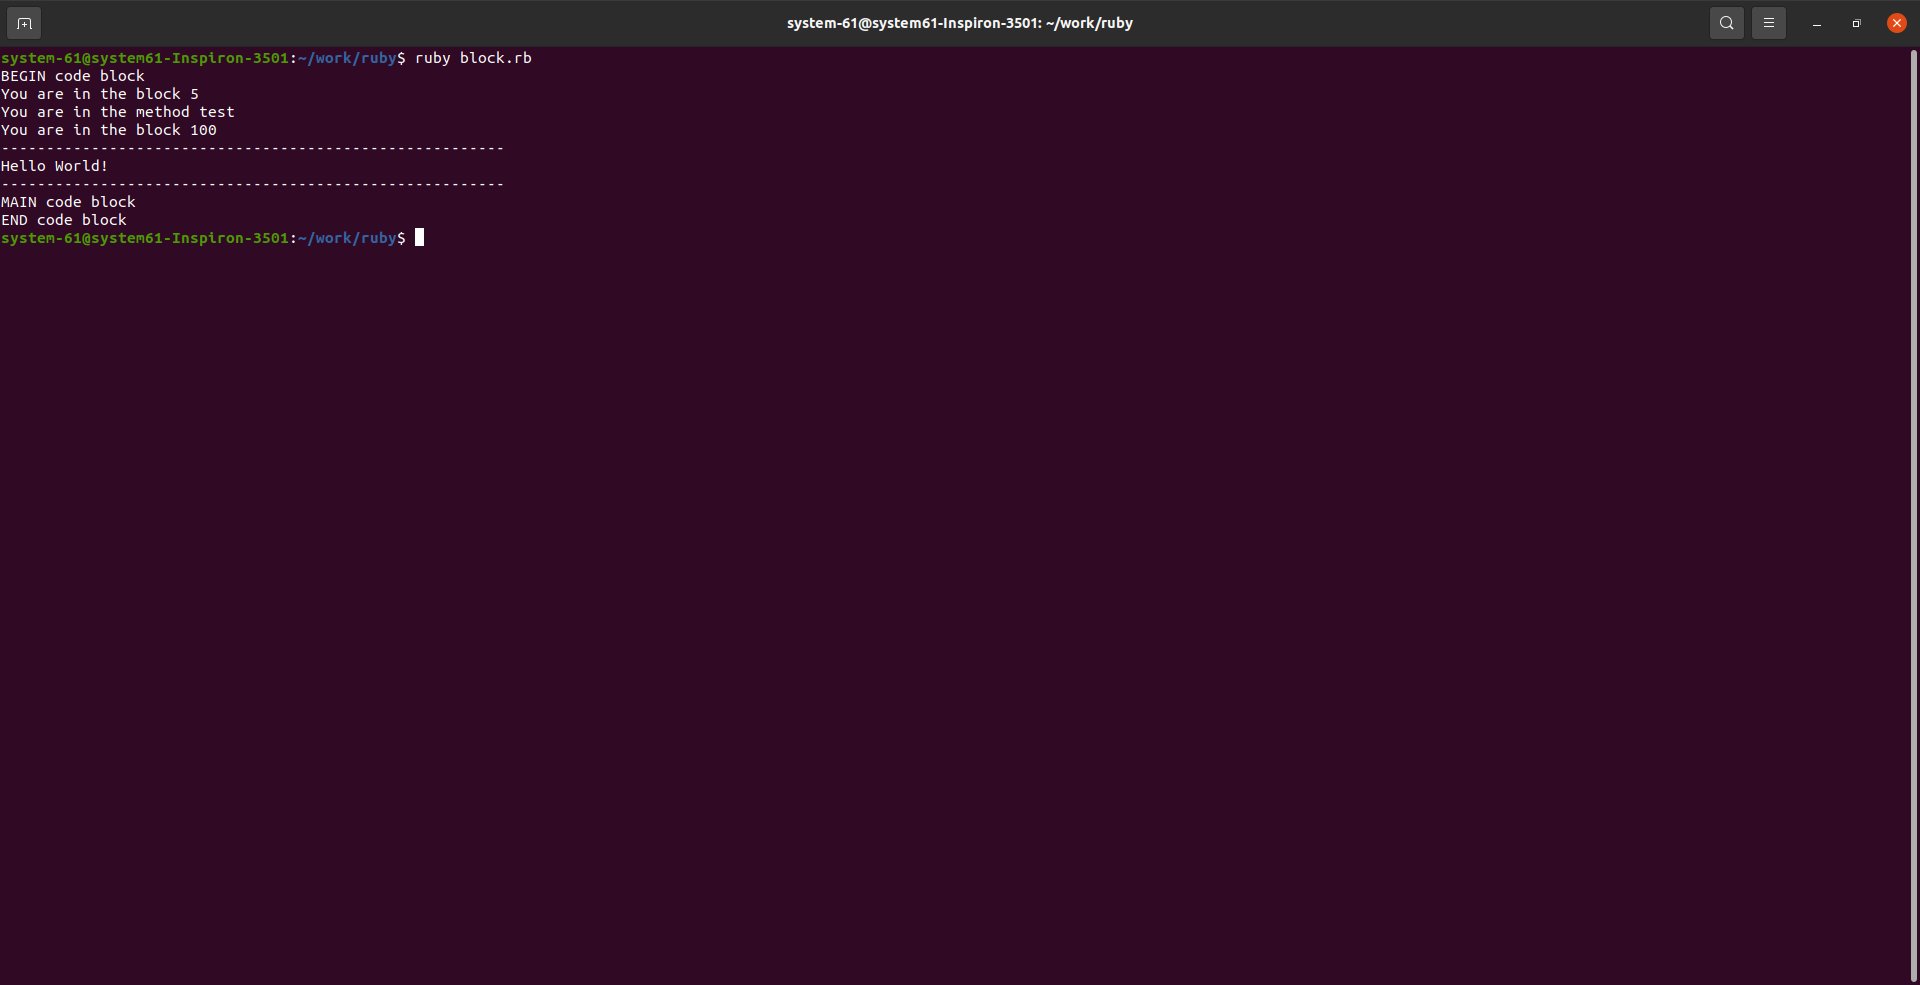 system-61@system61-Inspiron-3501: ~/work/ruby
system-61@system61-Inspiron-3501:~/work/ruby$ ruby block.rb
BEGIN code block
You are in the block 5
You are in the method test
You are in the block 100
--------------------------------------------------------
Hello World!
--------------------------------------------------------
MAIN code block
END code block
system-61@system61-Inspiron-3501:~/work/ruby$